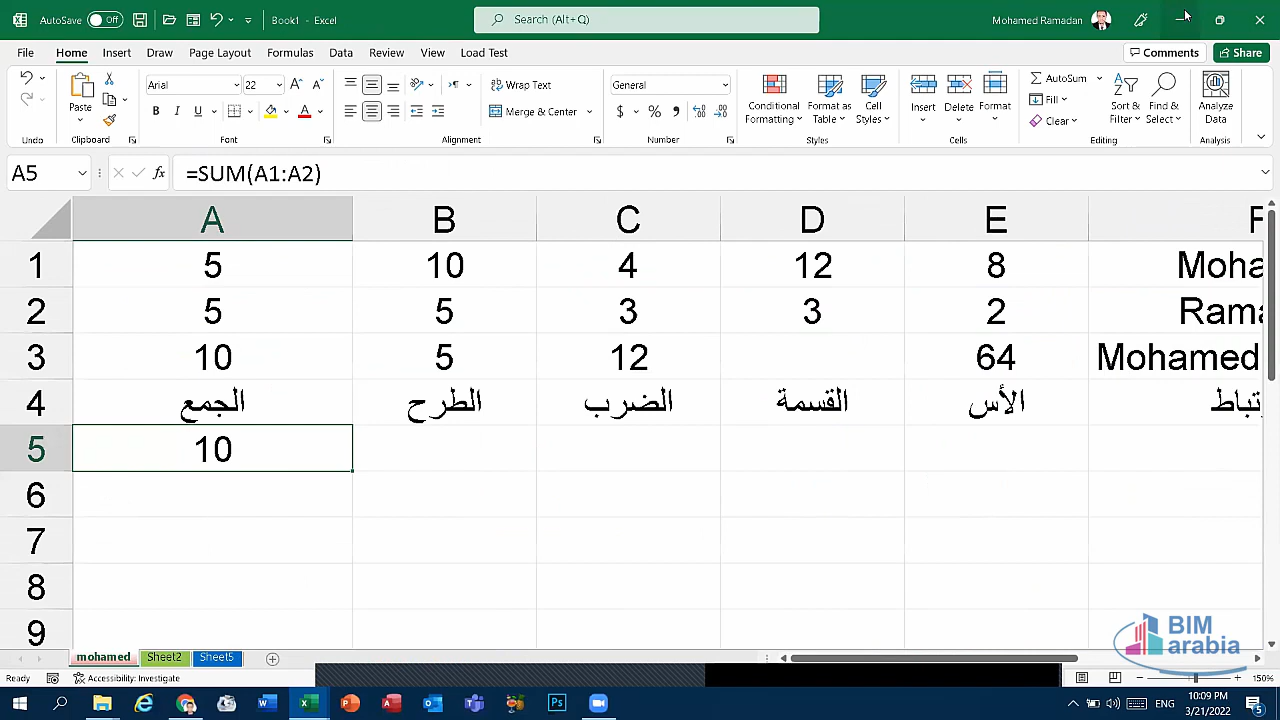 AutoSave Off Book1 - Excel Search (Alt+Q) Mohamed Ramadan
File Home Insert Draw Page Layout Formulas Data Review View Load Test Comments Share
Arial 22 Wrap Text General AutoSum
Paste Conditional Formatting Format as Table Cell Styles Insert Delete Format Fill Sort & Filter Find & Select Analyze Data
B I U Merge & Center $ % Clear
Undo Clipboard Font Alignment Number Styles Cells Editing Analysis
A5 fx =SUM(A1:A2)
A B C D E F
1 5 10 4 12 8 Moha
2 5 5 3 3 2 Rama
3 10 5 12 64 Mohamed
4 الجمع الطرح الضرب القسمة الأس تباط
5 10
6
7
8
9
BIM
arabia
mohamed Sheet2 Sheet5
Ready Accessibility: Investigate 150%
ENG 10:09 PM
3/21/2022